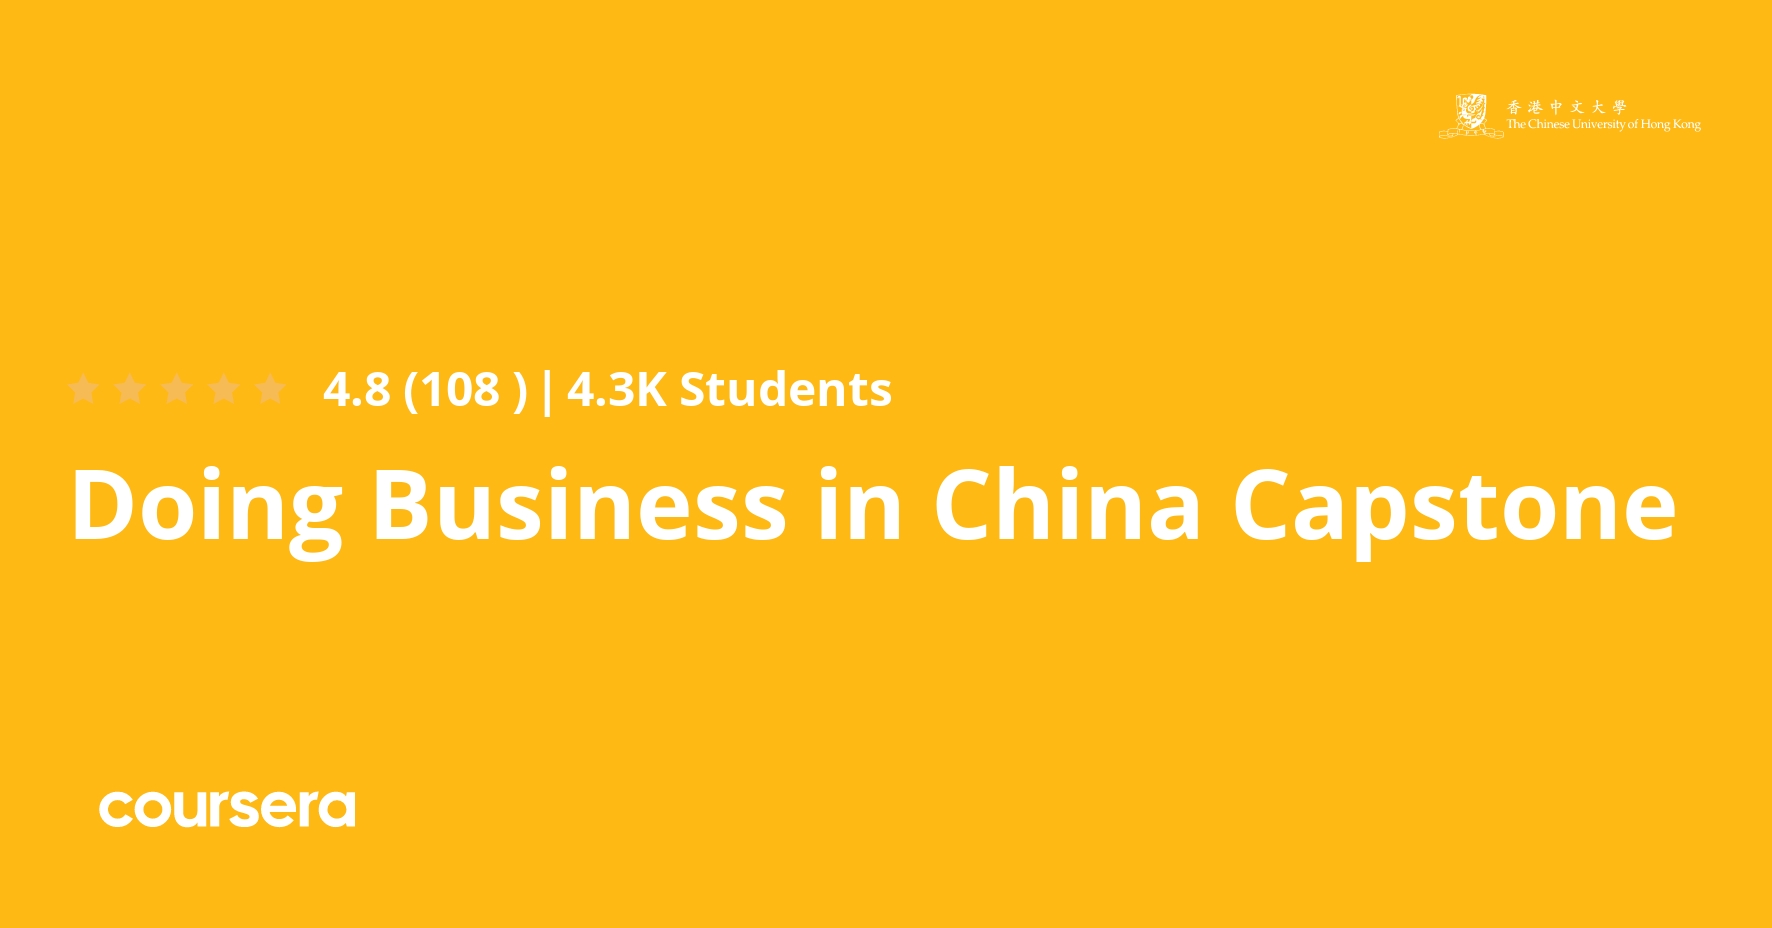 香港中文大學
The Chinese University of Hong Kong
4.8 (108 ) | 4.3K Students
Doing Business in China Capstone
coursera